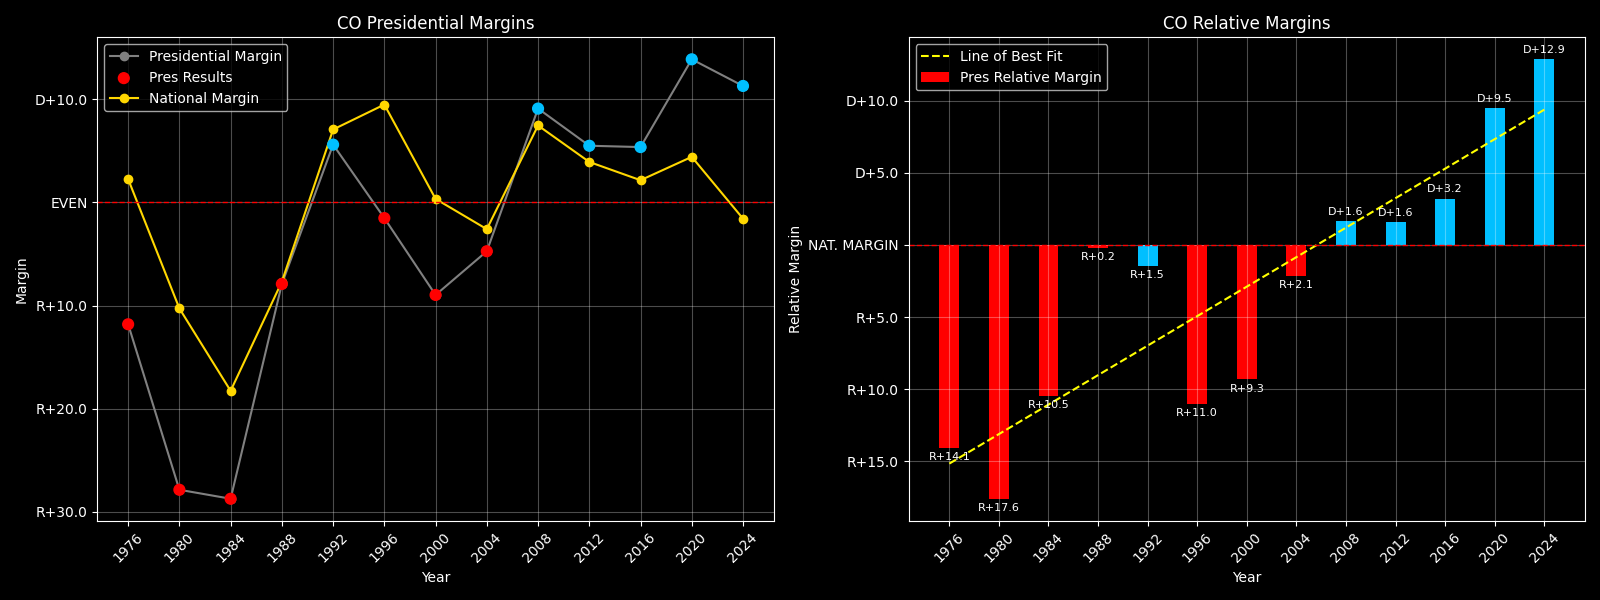 CO Presidential Margins
Presidential Margin
Pres Results
National Margin
D+10.0
EVEN
R+10.0
R+20.0
R+30.0
Margin
1976
1980
1984
1988
1992
1996
2000
2004
2008
2012
2016
2020
2024
Year
CO Relative Margins
Line of Best Fit
Pres Relative Margin
D+10.0
D+5.0
NAT. MARGIN
R+5.0
R+10.0
R+15.0
Relative Margin
R+14.1
R+17.6
R+10.5
R+0.2
R+1.5
R+11.0
R+9.3
R+2.1
D+1.6
D+1.6
D+3.2
D+9.5
D+12.9
1976
1980
1984
1988
1992
1996
2000
2004
2008
2012
2016
2020
2024
Year